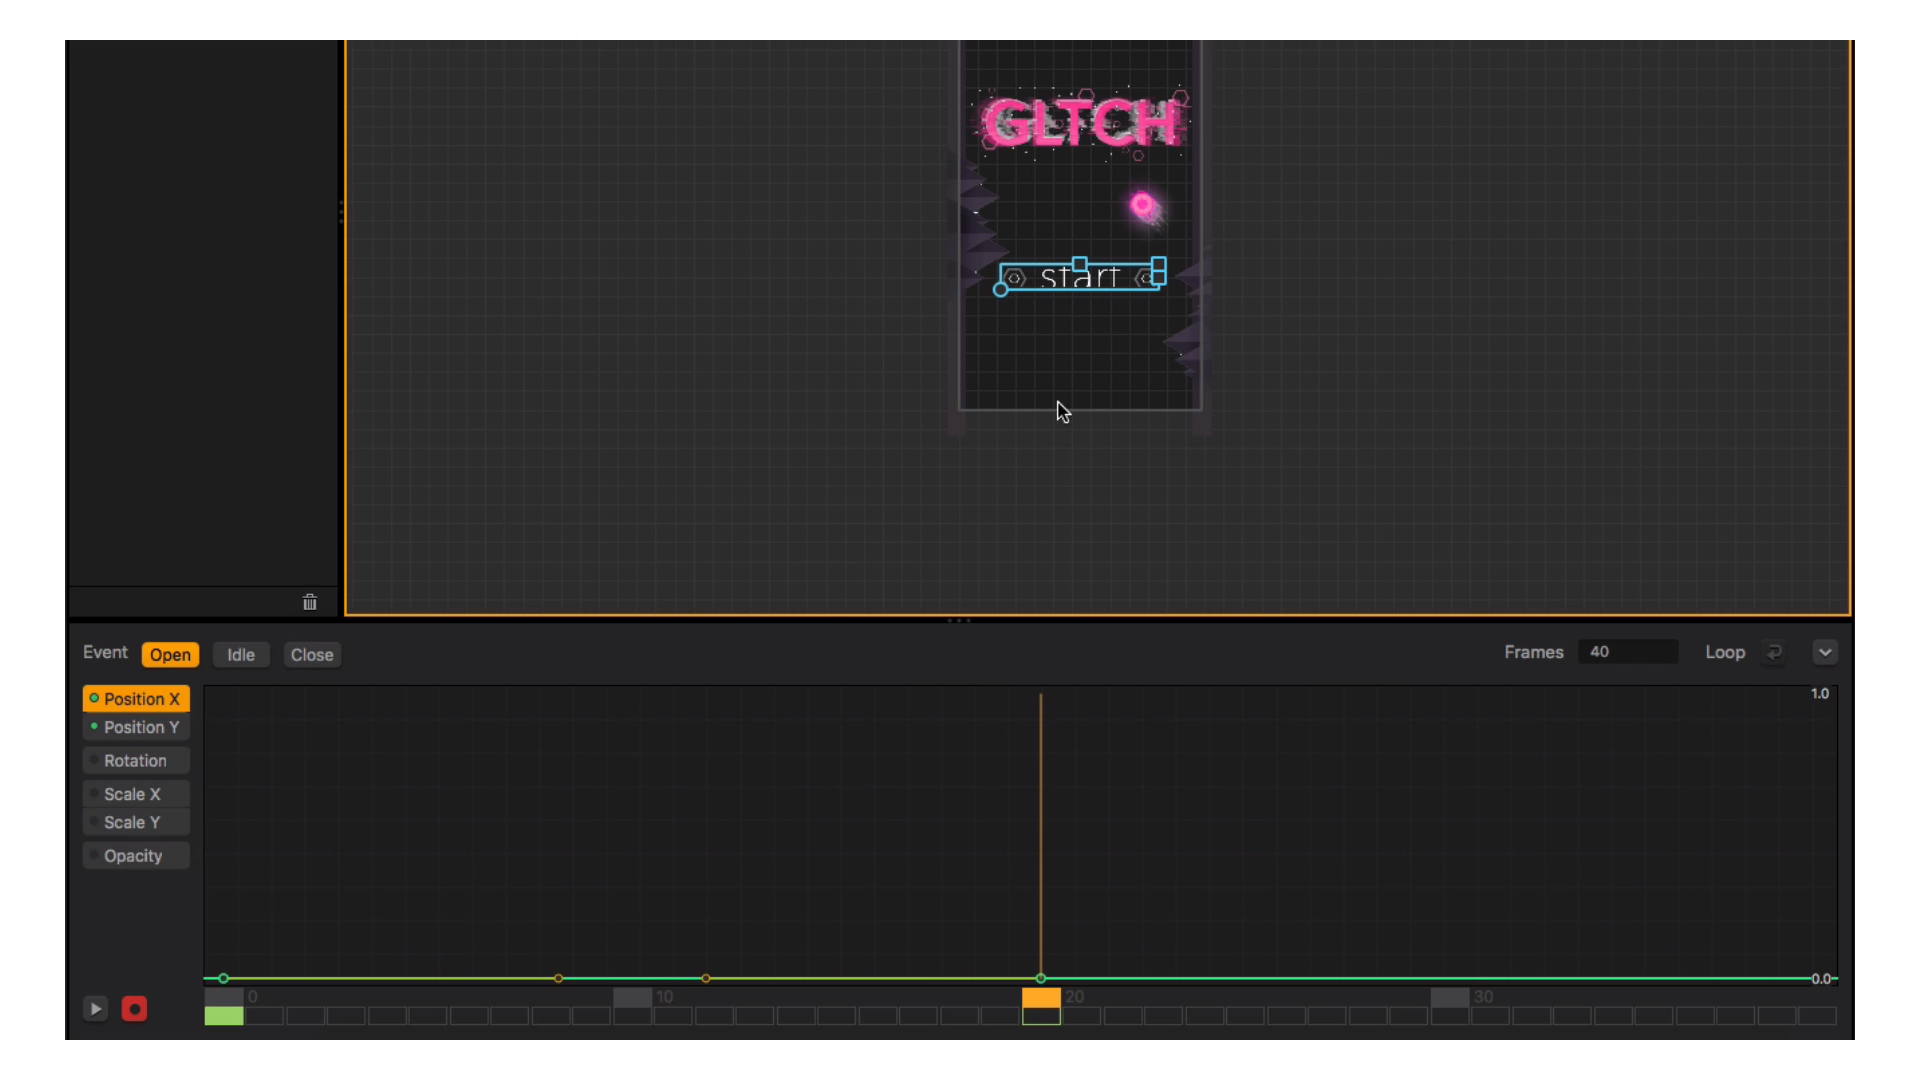 GLTCH
start
Event Open Idle Close Frames 40 Loop
Position X
1.0
Position Y
Rotation
Scale X
Scale Y
Opacity
0.0
0 10 20 30